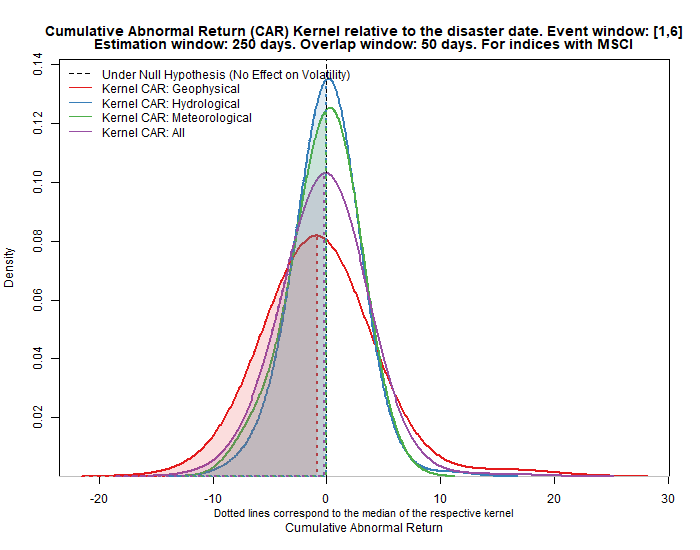 Cumulative Abnormal Return (CAR) Kernel relative to the disaster date. Event window: [1,6]
Estimation window: 250 days. Overlap window: 50 days. For indices with MSCI
Under Null Hypothesis (No Effect on Volatility)
Kernel CAR: Geophysical
Kernel CAR: Hydrological
Kernel CAR: Meteorological
Kernel CAR: All
Density
0.14
0.12
0.10
0.08
0.06
0.04
0.02
-20 -10 0 10 20 30
Dotted lines correspond to the median of the respective kernel
Cumulative Abnormal Return